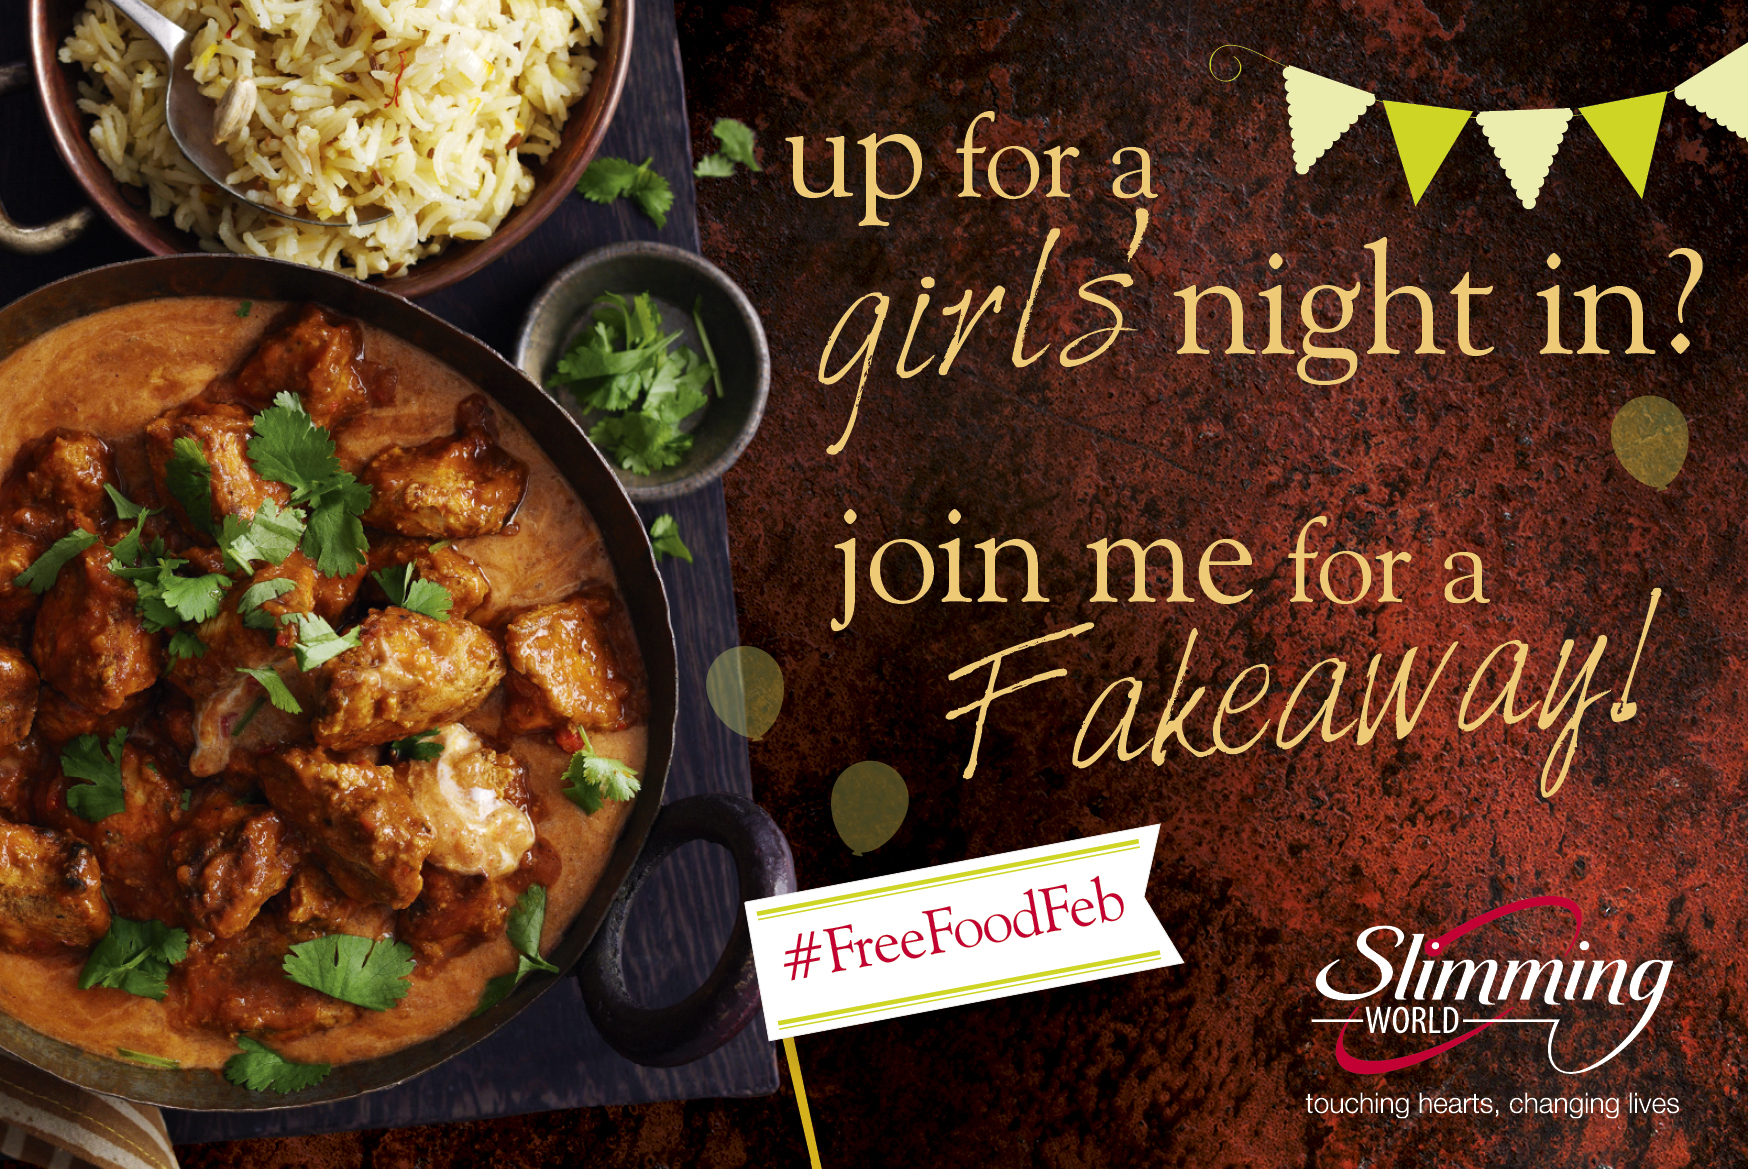 up for a
girls' night in?
join me for a
Fakeaway!
#FreeFoodFeb
Slimming
WORLD
touching hearts, changing lives